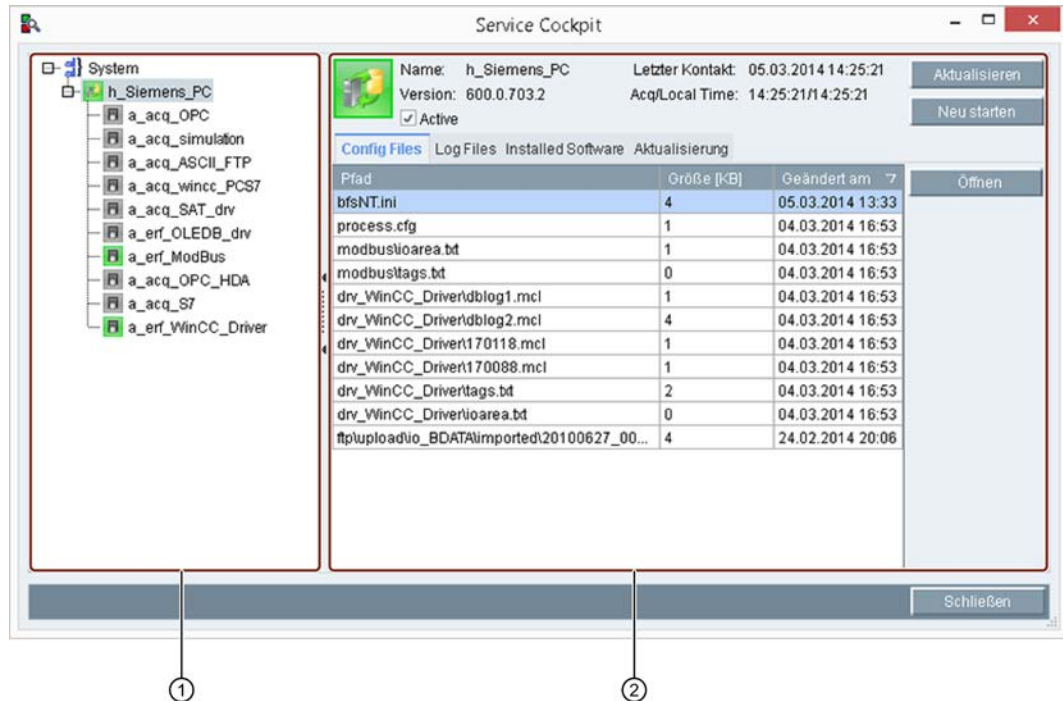 Service Cockpit
System
h_Siemens_PC
a_acq_OPC
a_acq_simulation
a_acq_ASCII_FTP
a_acq_wincc_PCS7
a_acq_SAT_drv
a_erf_OLEDB_drv
a_erf_ModBus
a_acq_OPC_HDA
a_acq_S7
a_erf_WinCC_Driver
Name: h_Siemens_PC Letzter Kontakt: 05.03.2014 14:25:21
Version: 600.0.703.2 Acq/Local Time: 14:25:21/14:25:21
Active
Aktualisieren
Neu starten
Config Files Log Files Installed Software Aktualisierung
Pfad Größe [KB] Geändert am
Öffnen
bfsNT.ini 4 05.03.2014 13:33
process.cfg 1 04.03.2014 16:53
modbus\ioarea.txt 1 04.03.2014 16:53
modbus\tags.txt 0 04.03.2014 16:53
drv_WinCC_Driver\dblog1.mcl 1 04.03.2014 16:53
drv_WinCC_Driver\dblog2.mcl 4 04.03.2014 16:53
drv_WinCC_Driver\170118.mcl 1 04.03.2014 16:53
drv_WinCC_Driver\170088.mcl 1 04.03.2014 16:53
drv_WinCC_Driver\tags.txt 2 04.03.2014 16:53
drv_WinCC_Driver\ioarea.txt 0 04.03.2014 16:53
ftp\upload\io_BDATA\imported\20100627_00... 4 24.02.2014 20:06
Schließen
① ②